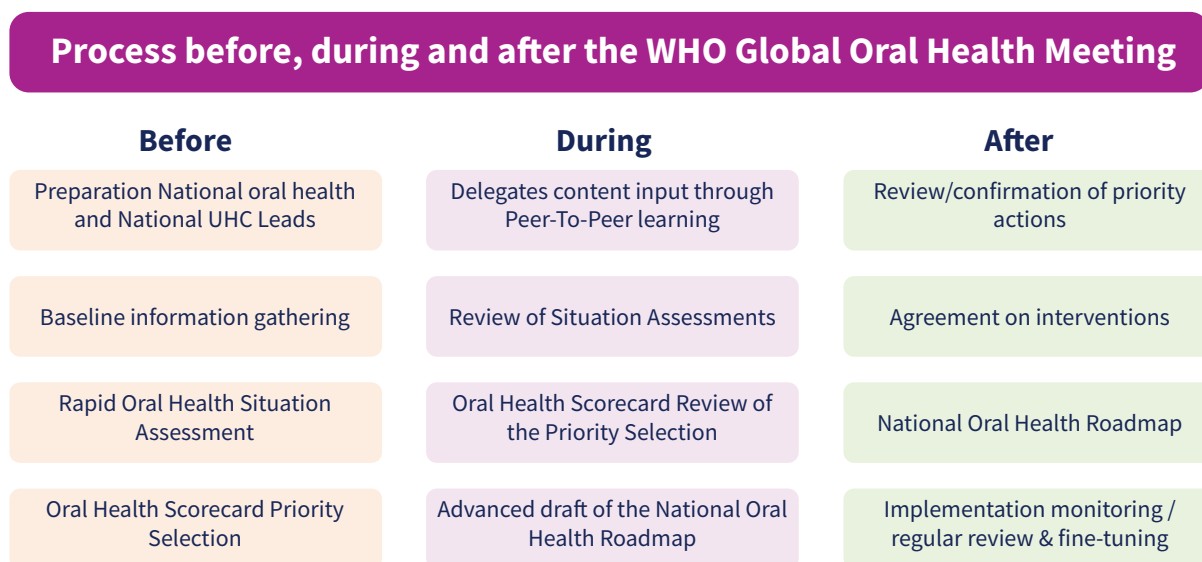 Process before, during and after the WHO Global Oral Health Meeting
Before
Preparation National oral health
and National UHC Leads
Baseline information gathering
Rapid Oral Health Situation
Assessment
Oral Health Scorecard Priority
Selection
During
Delegates content input through
Peer-To-Peer learning
Review of Situation Assessments
Oral Health Scorecard Review of
the Priority Selection
Advanced draft of the National Oral
Health Roadmap
After
Review/confirmation of priority
actions
Agreement on interventions
National Oral Health Roadmap
Implementation monitoring /
regular review & fine-tuning